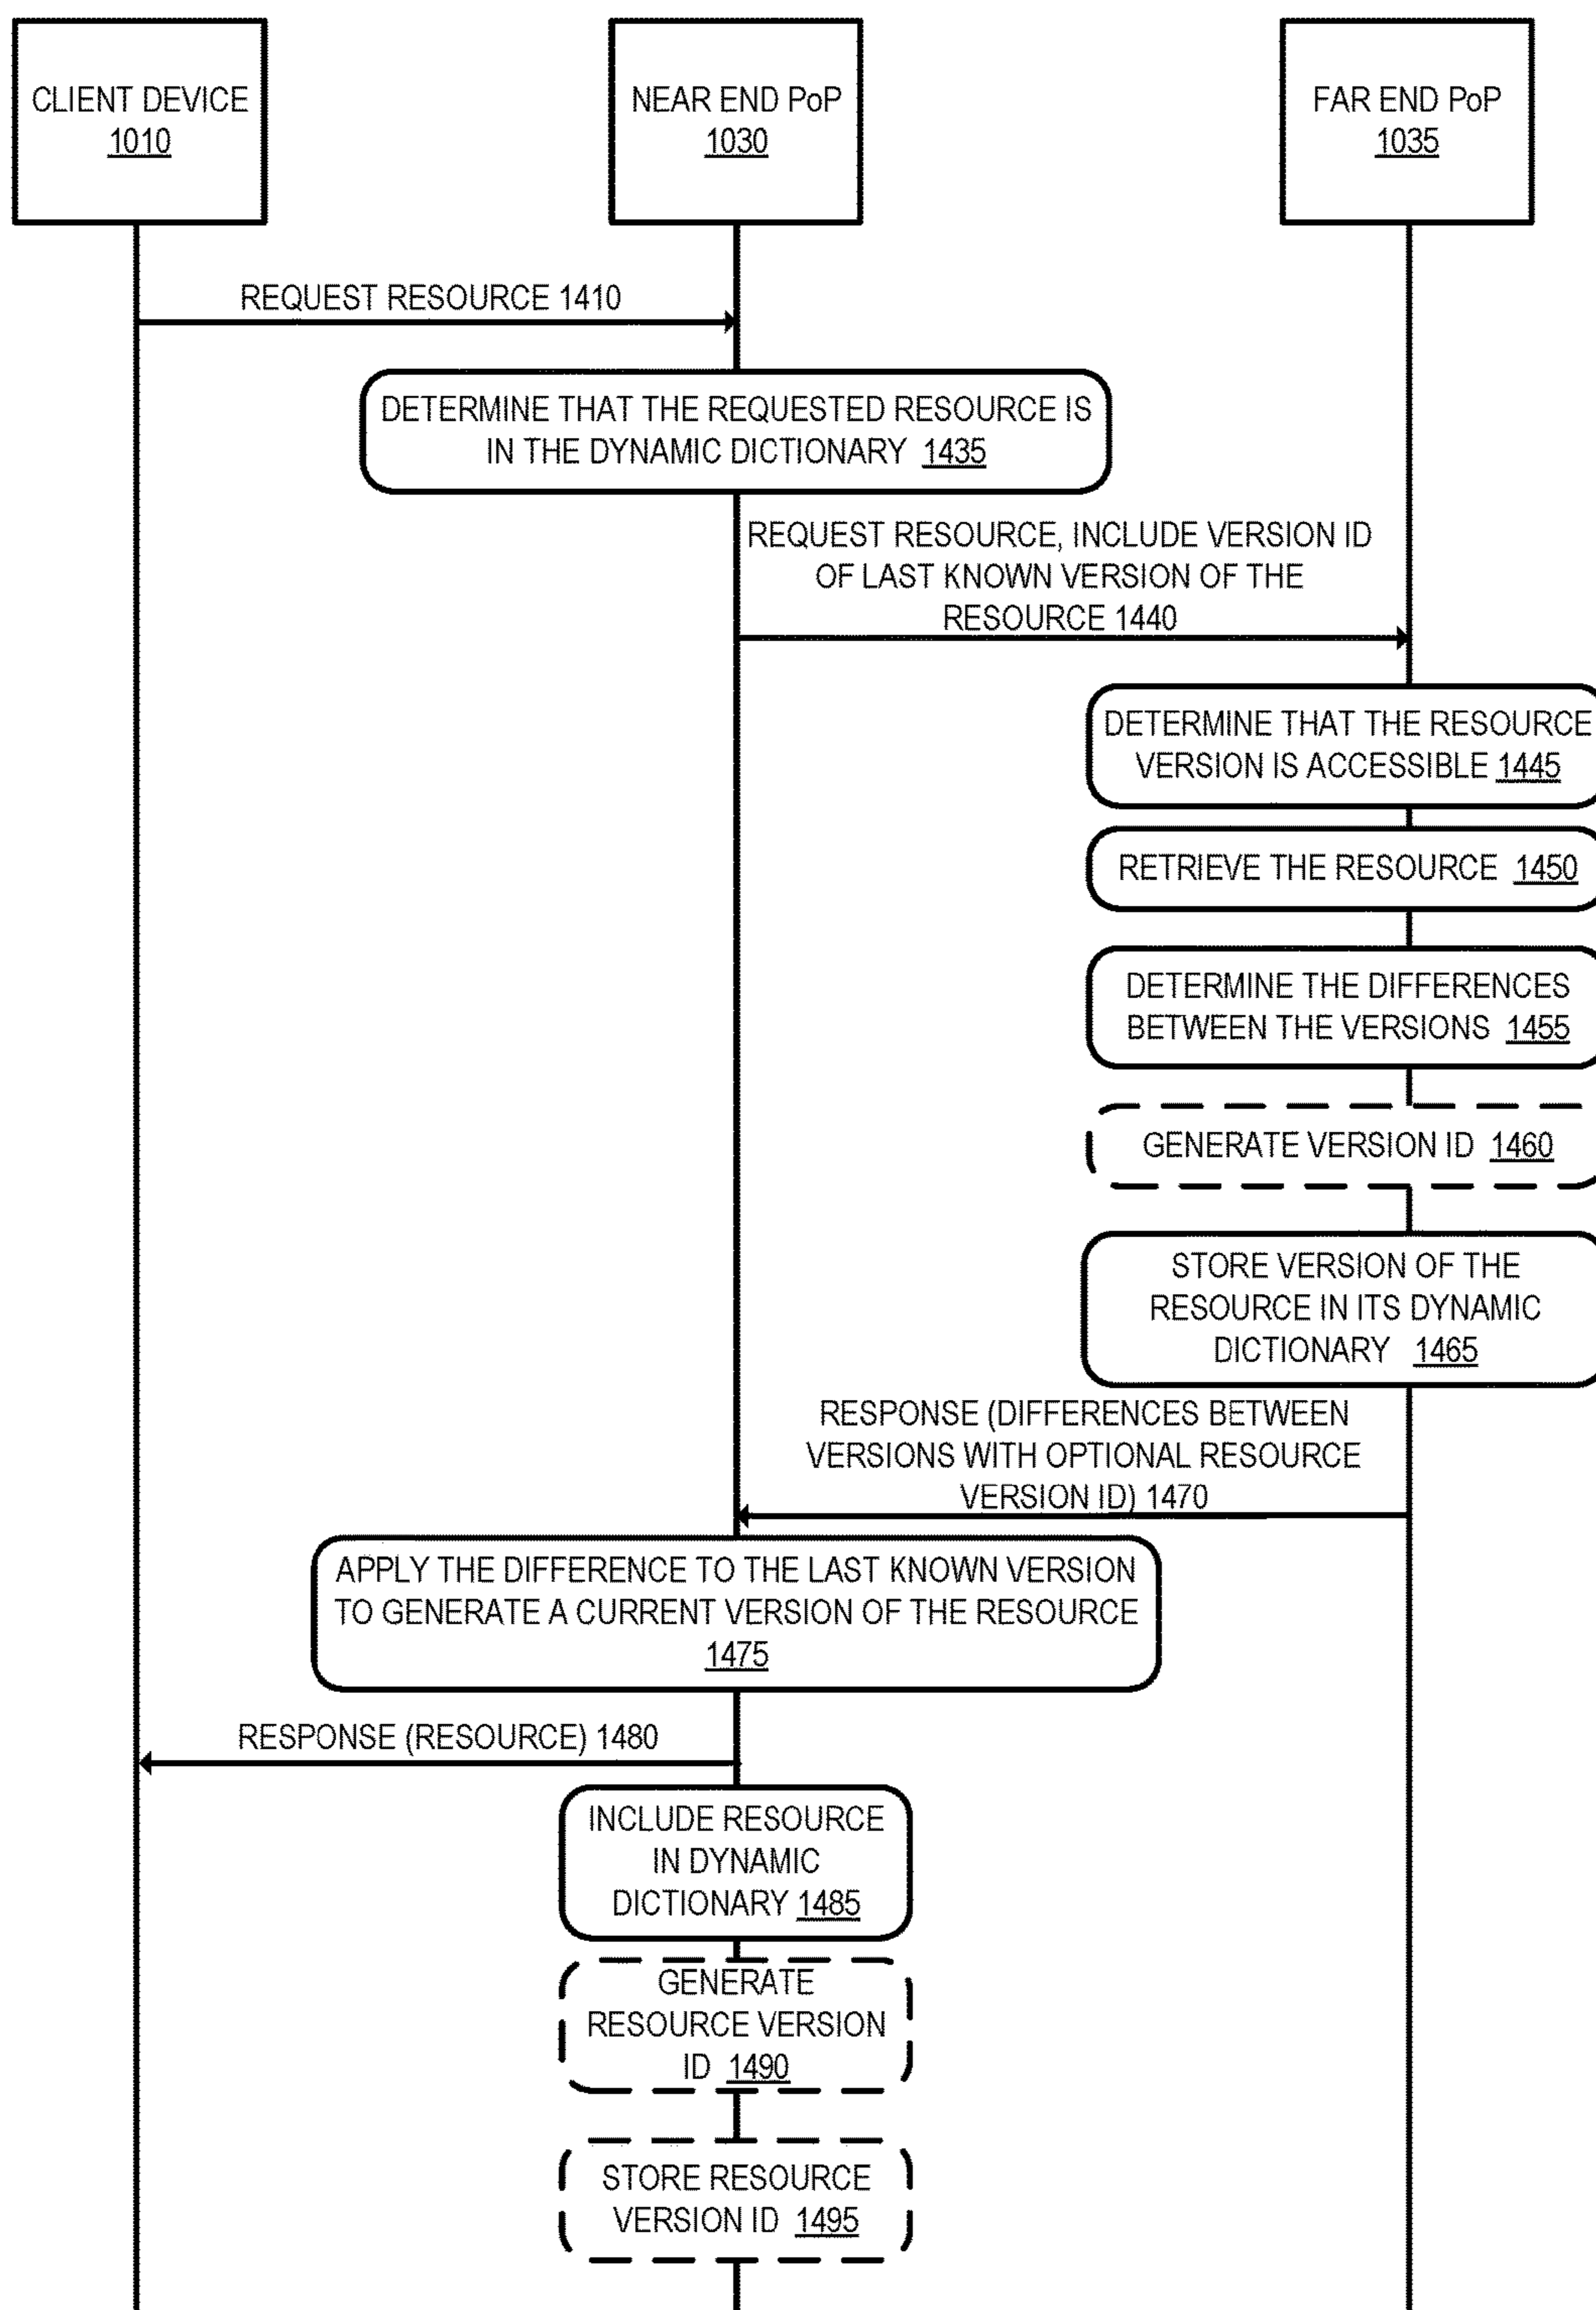 CLIENT DEVICE
1010
NEAR END PoP
1030
FAR END PoP
1035
REQUEST RESOURCE 1410
DETERMINE THAT THE REQUESTED RESOURCE IS
IN THE DYNAMIC DICTIONARY 1435
REQUEST RESOURCE, INCLUDE VERSION ID
OF LAST KNOWN VERSION OF THE
RESOURCE 1440
DETERMINE THAT THE RESOURCE
VERSION IS ACCESSIBLE 1445
RETRIEVE THE RESOURCE 1450
DETERMINE THE DIFFERENCES
BETWEEN THE VERSIONS 1455
GENERATE VERSION ID 1460
STORE VERSION OF THE
RESOURCE IN ITS DYNAMIC
DICTIONARY 1465
RESPONSE (DIFFERENCES BETWEEN
VERSIONS WITH OPTIONAL RESOURCE
VERSION ID) 1470
APPLY THE DIFFERENCE TO THE LAST KNOWN VERSION
TO GENERATE A CURRENT VERSION OF THE RESOURCE
1475
RESPONSE (RESOURCE) 1480
INCLUDE RESOURCE
IN DYNAMIC
DICTIONARY 1485
GENERATE
RESOURCE VERSION
ID 1490
STORE RESOURCE
VERSION ID 1495